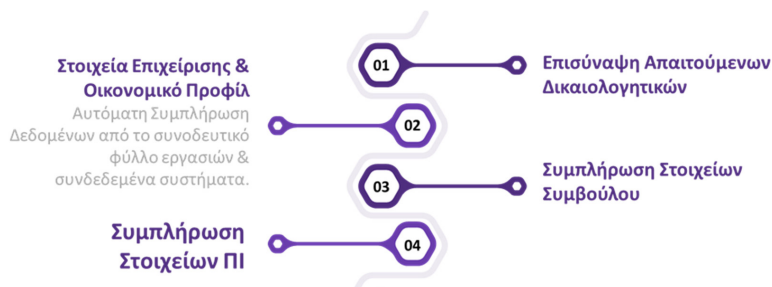 01
Επισύναψη Απαιτούμενων
Δικαιολογητικών
Στοιχεία Επιχείρισης &
Οικονομικό Προφίλ
Αυτόματη Συμπλήρωση
Δεδομένων από το συνοδευτικό
φύλλο εργασιών &
συνδεδεμένα συστήματα.
02
03
Συμπλήρωση Στοιχείων
Συμβούλου
Συμπλήρωση
Στοιχείων ΠΙ
04